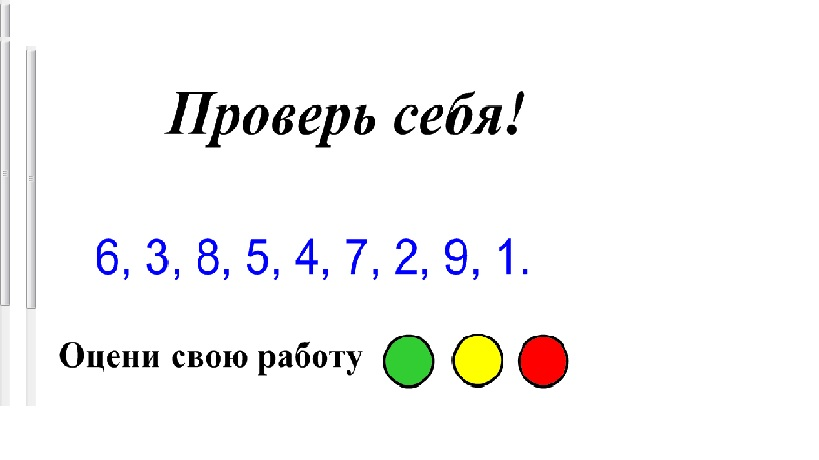 Проверь себя!
6, 3, 8, 5, 4, 7, 2, 9, 1.
Оцени свою работу